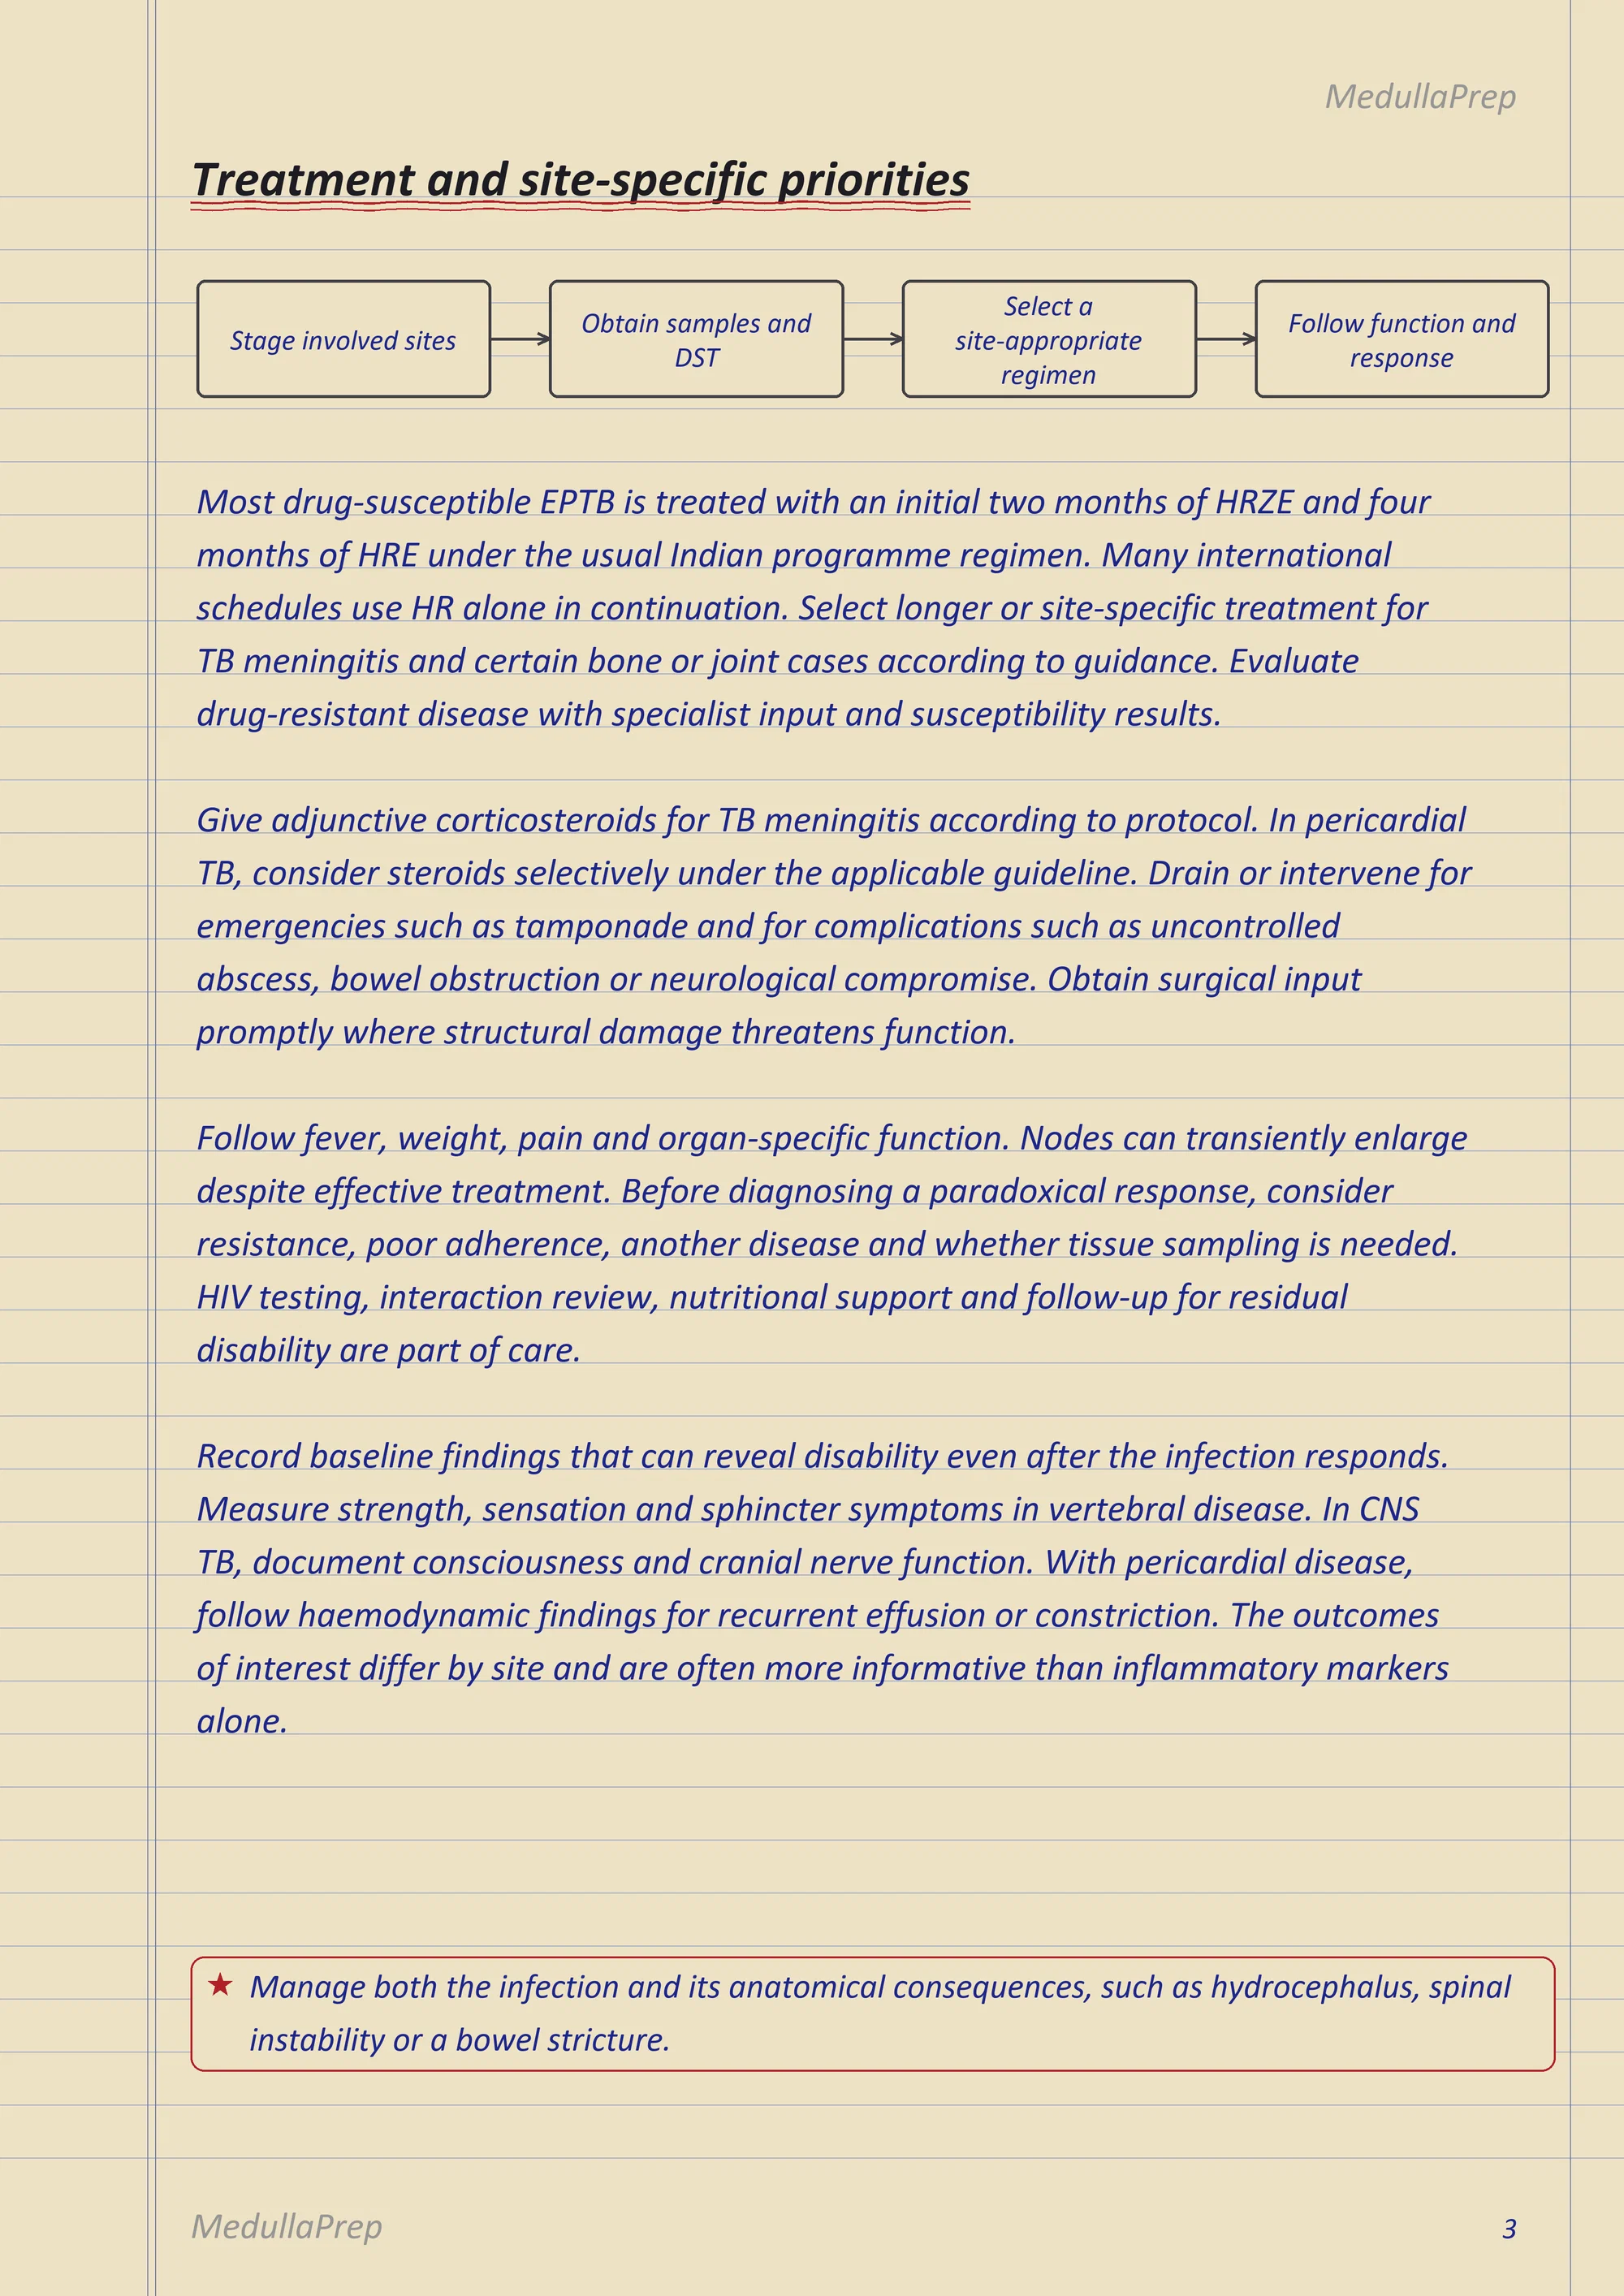 MedullaPrep
Treatment and site-specific priorities
Stage involved sites
Obtain samples and
DST
Select a
site-appropriate
regimen
Follow function and
response
Most drug-susceptible EPTB is treated with an initial two months of HRZE and four
months of HRE under the usual Indian programme regimen. Many international
schedules use HR alone in continuation. Select longer or site-specific treatment for
TB meningitis and certain bone or joint cases according to guidance. Evaluate
drug-resistant disease with specialist input and susceptibility results.
Give adjunctive corticosteroids for TB meningitis according to protocol. In pericardial
TB, consider steroids selectively under the applicable guideline. Drain or intervene for
emergencies such as tamponade and for complications such as uncontrolled
abscess, bowel obstruction or neurological compromise. Obtain surgical input
promptly where structural damage threatens function.
Follow fever, weight, pain and organ-specific function. Nodes can transiently enlarge
despite effective treatment. Before diagnosing a paradoxical response, consider
resistance, poor adherence, another disease and whether tissue sampling is needed.
HIV testing, interaction review, nutritional support and follow-up for residual
disability are part of care.
Record baseline findings that can reveal disability even after the infection responds.
Measure strength, sensation and sphincter symptoms in vertebral disease. In CNS
TB, document consciousness and cranial nerve function. With pericardial disease,
follow haemodynamic findings for recurrent effusion or constriction. The outcomes
of interest differ by site and are often more informative than inflammatory markers
alone.
★ Manage both the infection and its anatomical consequences, such as hydrocephalus, spinal
instability or a bowel stricture.
MedullaPrep
3